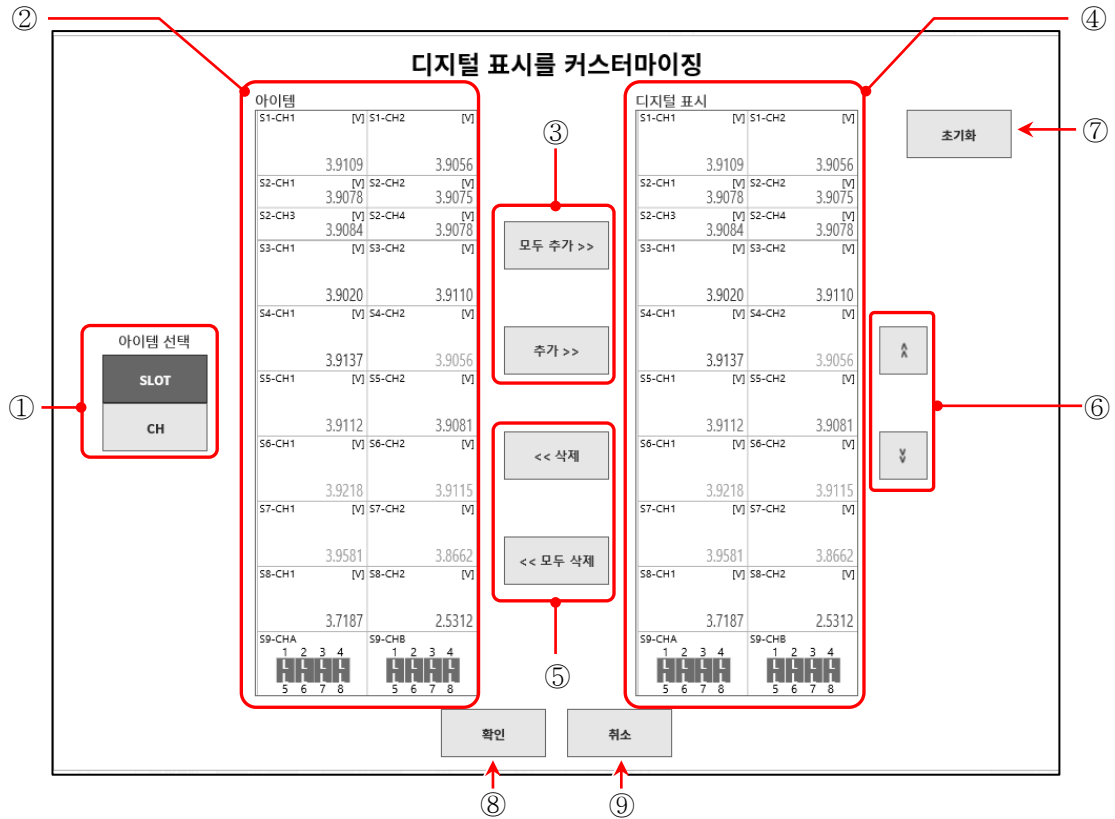 ② ④
디지털 표시를 커스터마이징
아이템
S1-CH1 [V] S1-CH2 [V]
3.9109 3.9056
S2-CH1 [V] S2-CH2 [V]
3.9078 3.9075
S2-CH3 [V] S2-CH4 [V]
3.9084 3.9078
S3-CH1 [V] S3-CH2 [V]
3.9020 3.9110
S4-CH1 [V] S4-CH2 [V]
3.9137 3.9056
S5-CH1 [V] S5-CH2 [V]
3.9112 3.9081
S6-CH1 [V] S6-CH2 [V]
3.9218 3.9115
S7-CH1 [V] S7-CH2 [V]
3.9581 3.8662
S8-CH1 [V] S8-CH2 [V]
3.7187 2.5312
S9-CHA S9-CHB
1 2 3 4 1 2 3 4
L L L L L L L L
L L L L L L L L
5 6 7 8 5 6 7 8
①
아이템 선택
SLOT
CH
③
모두 추가 >>
추가 >>
<< 삭제
<< 모두 삭제
⑤
디지털 표시
S1-CH1 [V] S1-CH2 [V]
3.9109 3.9056
S2-CH1 [V] S2-CH2 [V]
3.9078 3.9075
S2-CH3 [V] S2-CH4 [V]
3.9084 3.9078
S3-CH1 [V] S3-CH2 [V]
3.9020 3.9110
S4-CH1 [V] S4-CH2 [V]
3.9137 3.9056
S5-CH1 [V] S5-CH2 [V]
3.9112 3.9081
S6-CH1 [V] S6-CH2 [V]
3.9218 3.9115
S7-CH1 [V] S7-CH2 [V]
3.9581 3.8662
S8-CH1 [V] S8-CH2 [V]
3.7187 2.5312
S9-CHA S9-CHB
1 2 3 4 1 2 3 4
L L L L L L L L
L L L L L L L L
5 6 7 8 5 6 7 8
초기화
⑦
⑥
확인 취소
⑧ ⑨